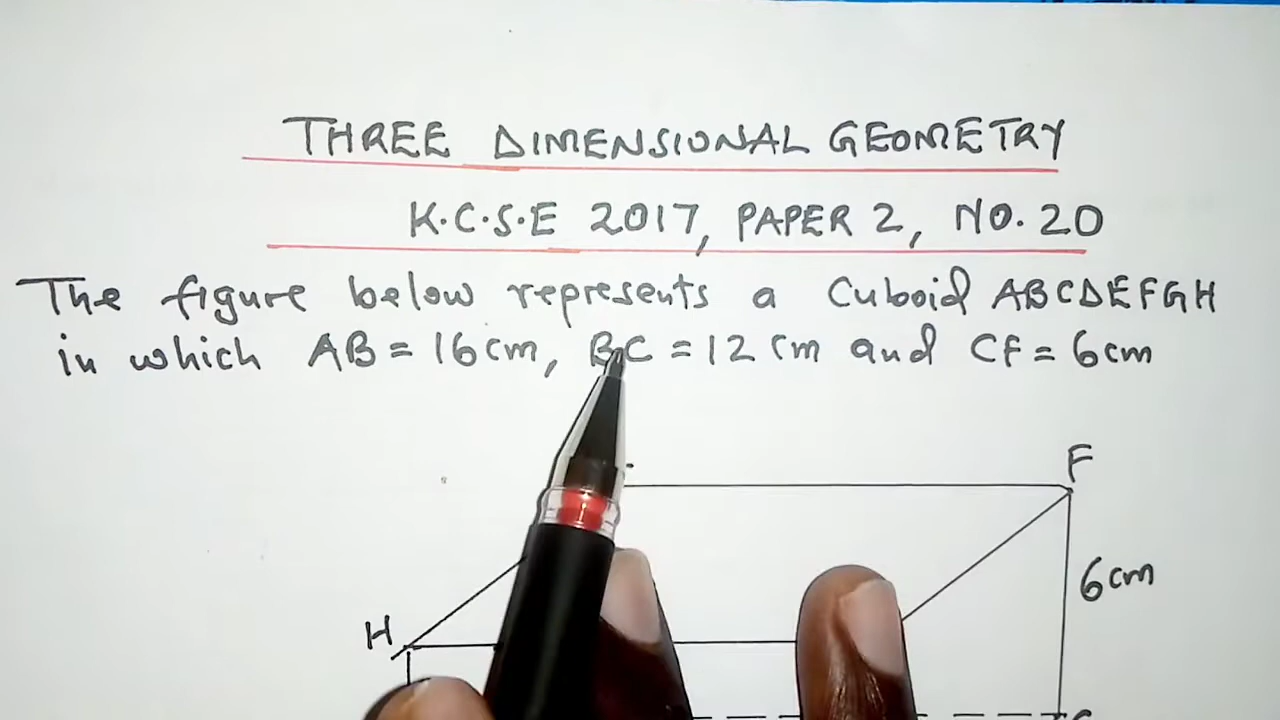 THREE DIMENSIONAL GEOMETRY
K.C.S.E 2017, PAPER 2, NO. 20
The figure below represents a Cuboid ABCDEFGH
in which AB = 16cm, BC = 12 cm and CF = 6cm
F
6cm
H